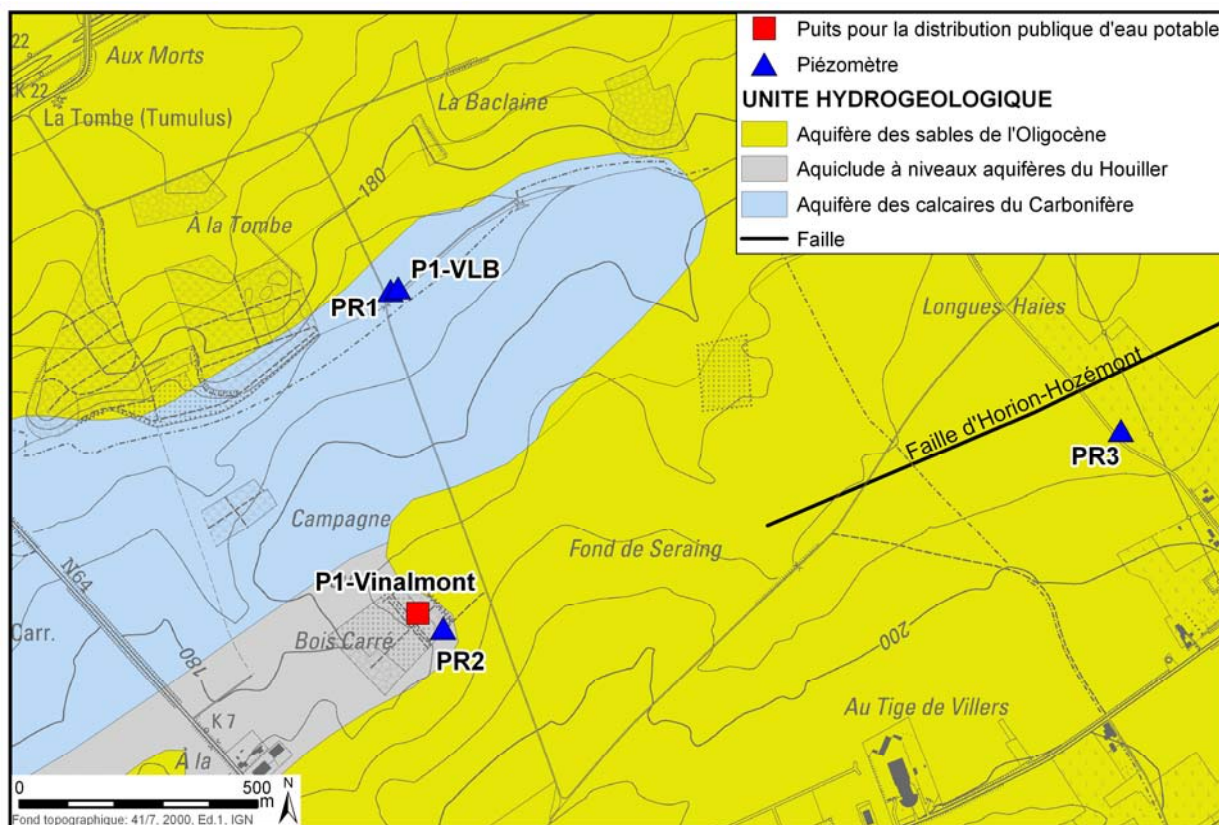 22
Aux Morts
K 22
La Tombe (Tumulus)
La Baclaine
180
À la Tombe
P1-VLB
PR1
Puits pour la distribution publique d'eau potable
Piézomètre
UNITE HYDROGEOLOGIQUE
Aquifère des sables de l'Oligocène
Aquiclude à niveaux aquifères du Houiller
Aquifère des calcaires du Carbonifère
Faille
Longues Haies
Faille d'Horion-Hozémont
PR3
Campagne
Fond de Seraing
N64
P1-Vinalmont
Carr.
Bois Carré
PR2
180
200
K 7
Au Tige de Villers
À la
0 500
m
N
Fond topographique: 41/7, 2000, Ed.1, IGN